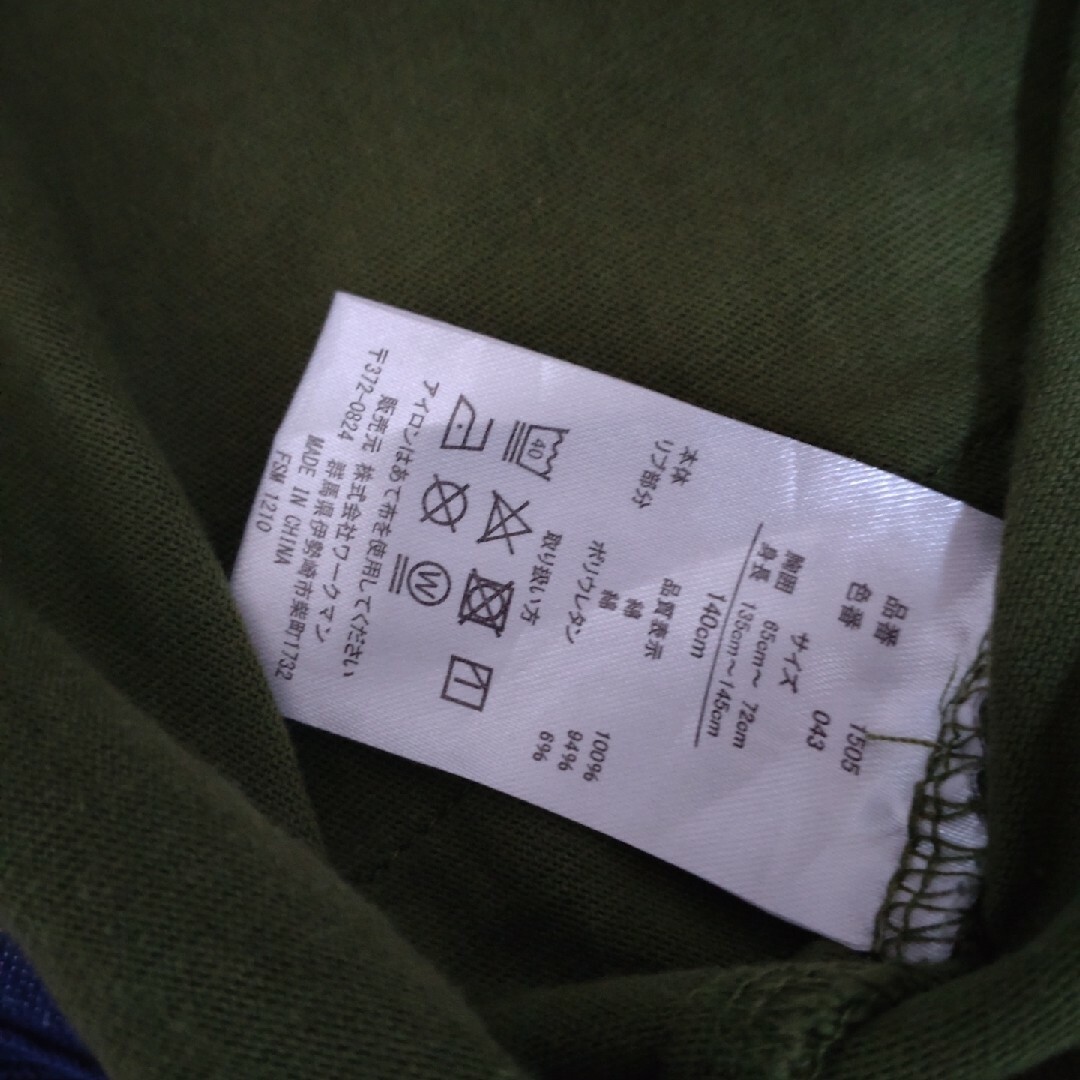 品番 1505
色番 043
サイズ
胸囲 65cm～ 72cm
身長 135cm～145cm
140cm
品質表示
本体 綿 100%
リブ部分 綿 94%
ポリウレタン 6%
取り扱い方
40
W
アイロンはあて布を使用してください
販売元 株式会社ワークマン
〒372-0824 群馬県伊勢崎市柴町1732
MADE IN CHINA
FSM 1210